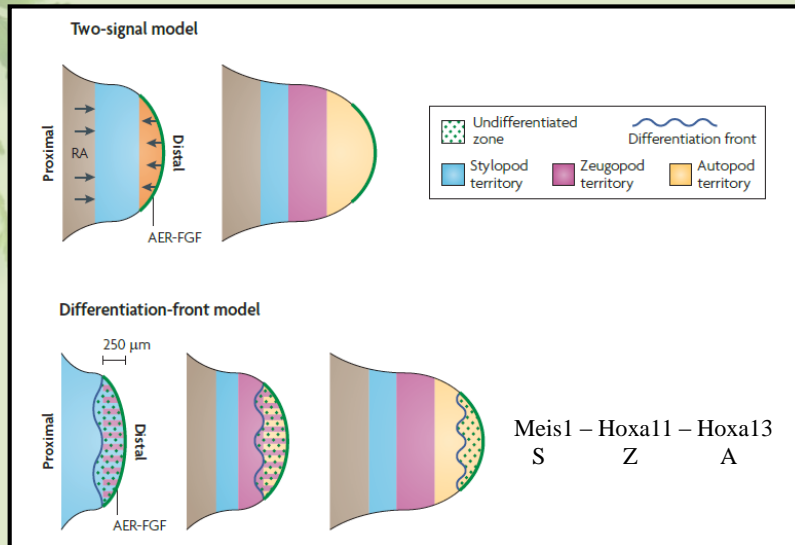 Two-signal model
Proximal
RA
Distal
AER-FGF
Undifferentiated
zone
Differentiation front
Stylopod
territory
Zeugopod
territory
Autopod
territory
Differentiation-front model
250 μm
Proximal
Distal
AER-FGF
Meis1 – Hoxa11 – Hoxa13
S Z A